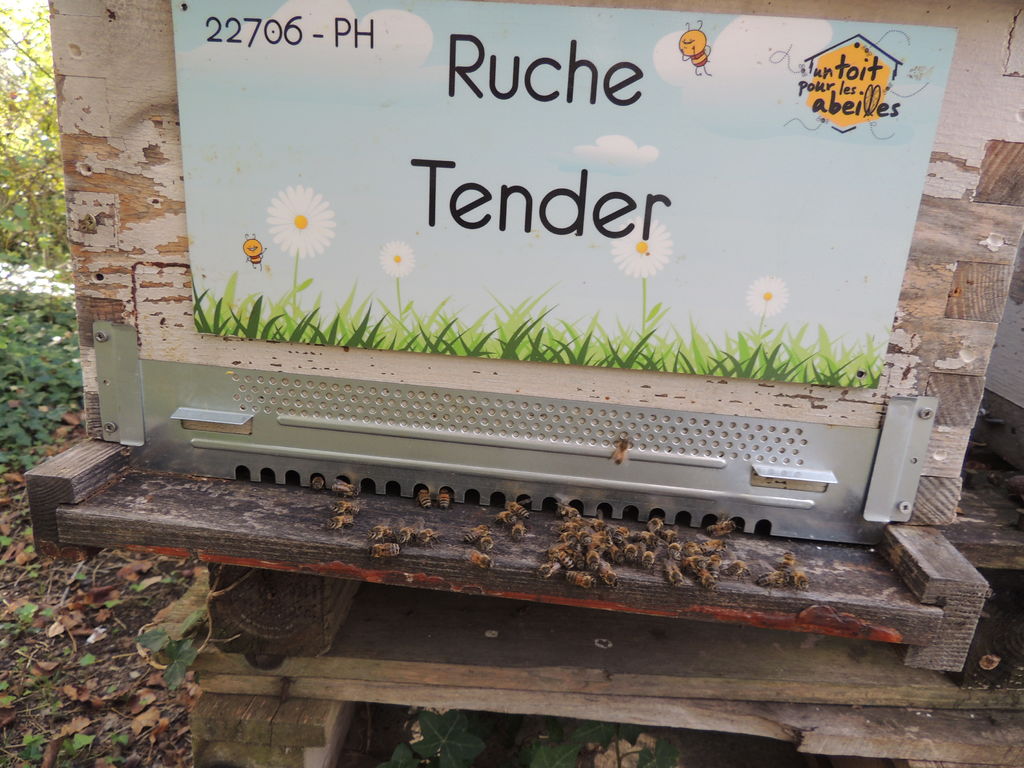 22706 - PH
Ruche
Tender
un toit
pour les
abeilles